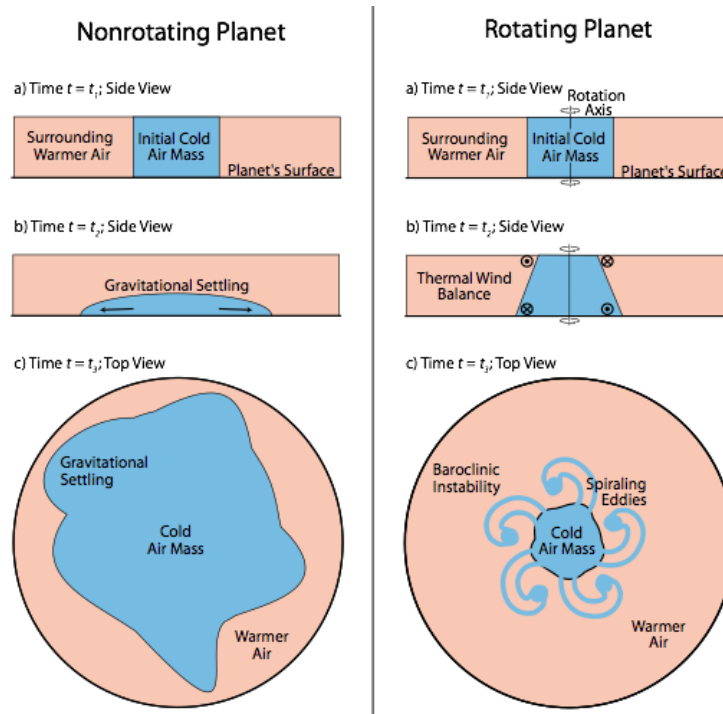 Nonrotating Planet
a) Time t = t₁; Side View
Surrounding
Warmer Air
Initial Cold
Air Mass
Planet's Surface
b) Time t = t₂; Side View
Gravitational Settling
c) Time t = t₃; Top View
Gravitational
Settling
Cold
Air Mass
Warmer
Air
Rotating Planet
a) Time t = t₁; Side View
Rotation
Axis
Surrounding
Warmer Air
Initial Cold
Air Mass
Planet's Surface
b) Time t = t₂; Side View
Thermal Wind
Balance
c) Time t = t₃; Top View
Baroclinic
Instability
Spiraling
Eddies
Cold
Air Mass
Warmer
Air